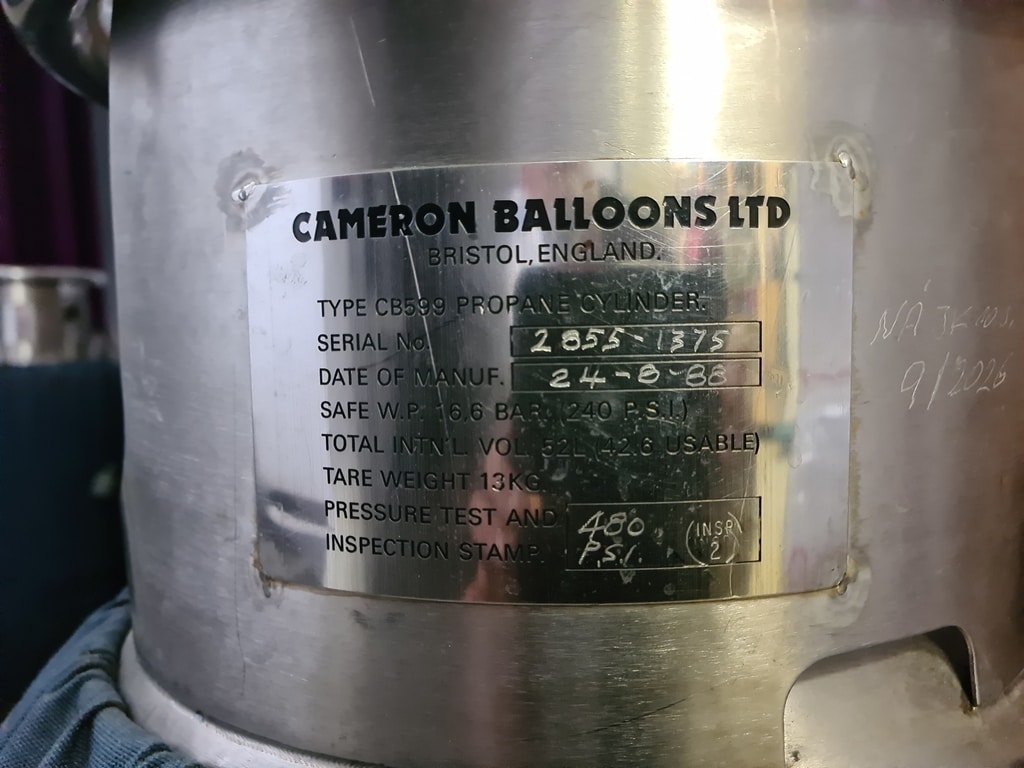 CAMERON BALLOONS LTD
BRISTOL, ENGLAND.
TYPE CB599 PROPANE CYLINDER.
SERIAL No. 2855-1375
DATE OF MANUF. 24-8-88
SAFE W.P. 16,6 BAR. (240 P.S.I.)
TOTAL INT'N'L. VOL. 52L (42.6 USABLE)
TARE WEIGHT 13KG.
PRESSURE TEST AND 480 INSP
INSPECTION STAMP. P.S.I. 2
NÁ
9/2026